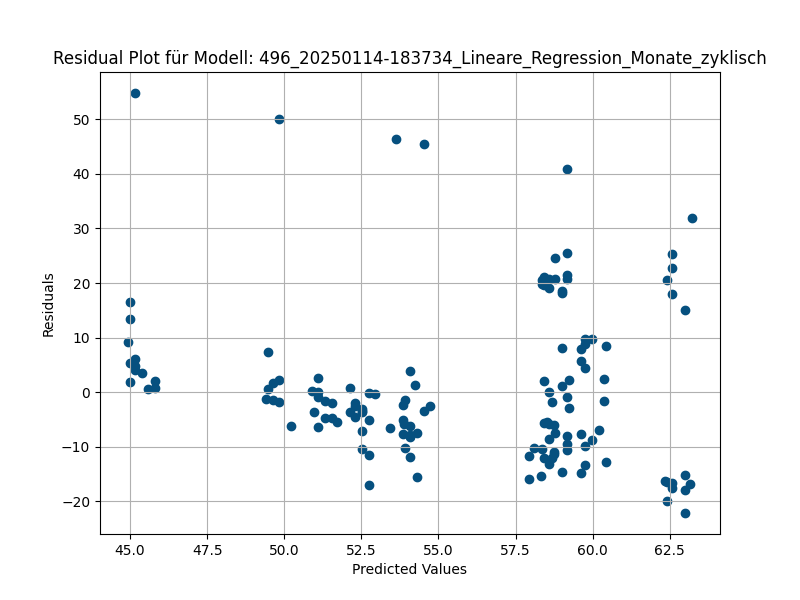 Residual Plot für Modell: 496_20250114-183734_Lineare_Regression_Monate_zyklisch
50
40
30
20
10
0
−10
−20
Residuals
45.0 47.5 50.0 52.5 55.0 57.5 60.0 62.5
Predicted Values